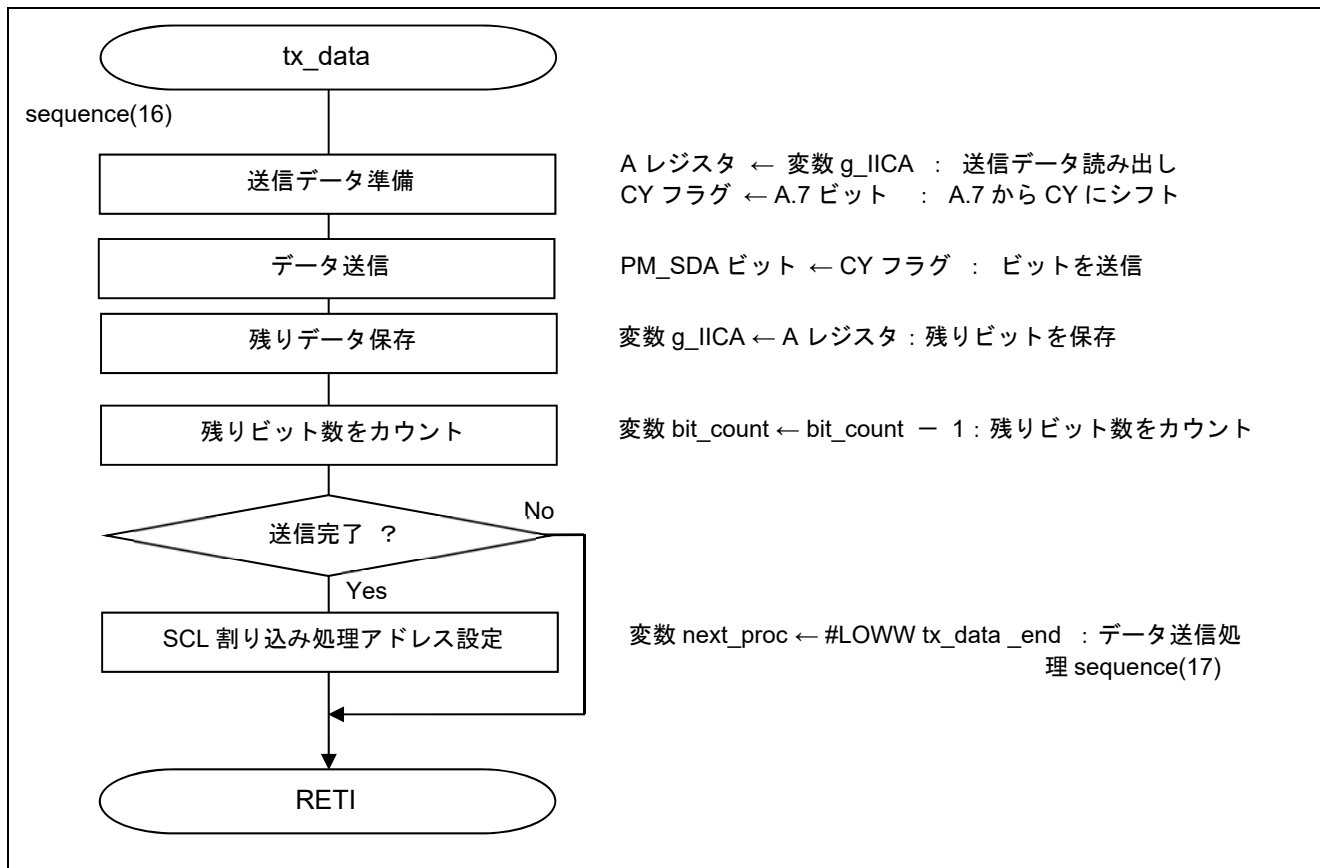 tx_data
sequence(16)
送信データ準備
A レジスタ ← 変数 g_IICA ： 送信データ読み出し
CY フラグ ← A.7 ビット ： A.7 から CY にシフト
データ送信
PM_SDA ビット ← CY フラグ ： ビットを送信
残りデータ保存
変数 g_IICA ← A レジスタ：残りビットを保存
残りビット数をカウント
変数 bit_count ← bit_count － 1：残りビット数をカウント
送信完了 ？
No
Yes
SCL 割り込み処理アドレス設定
変数 next_proc ← #LOWW tx_data _end ：データ送信処
理 sequence(17)
RETI